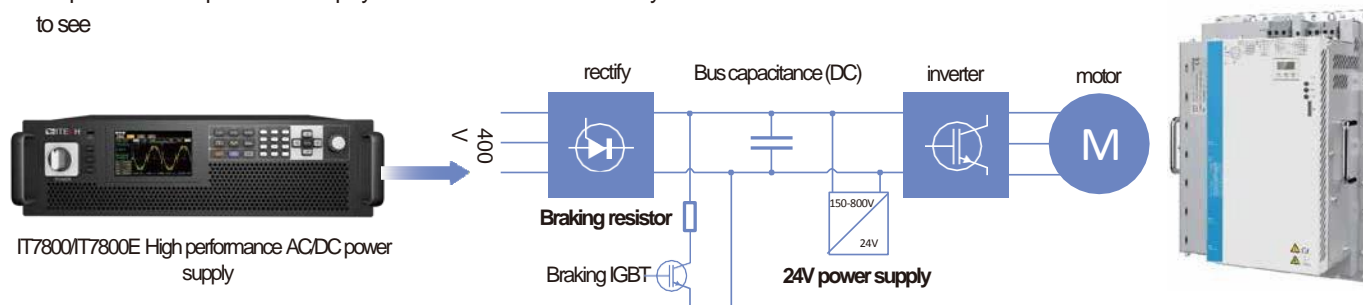 to see
rectify
Bus capacitance (DC)
inverter
motor
ITECH
400
V
M
Braking resistor
150-800V
24V
IT7800/IT7800E High performance AC/DC power
supply
Braking IGBT
24V power supply